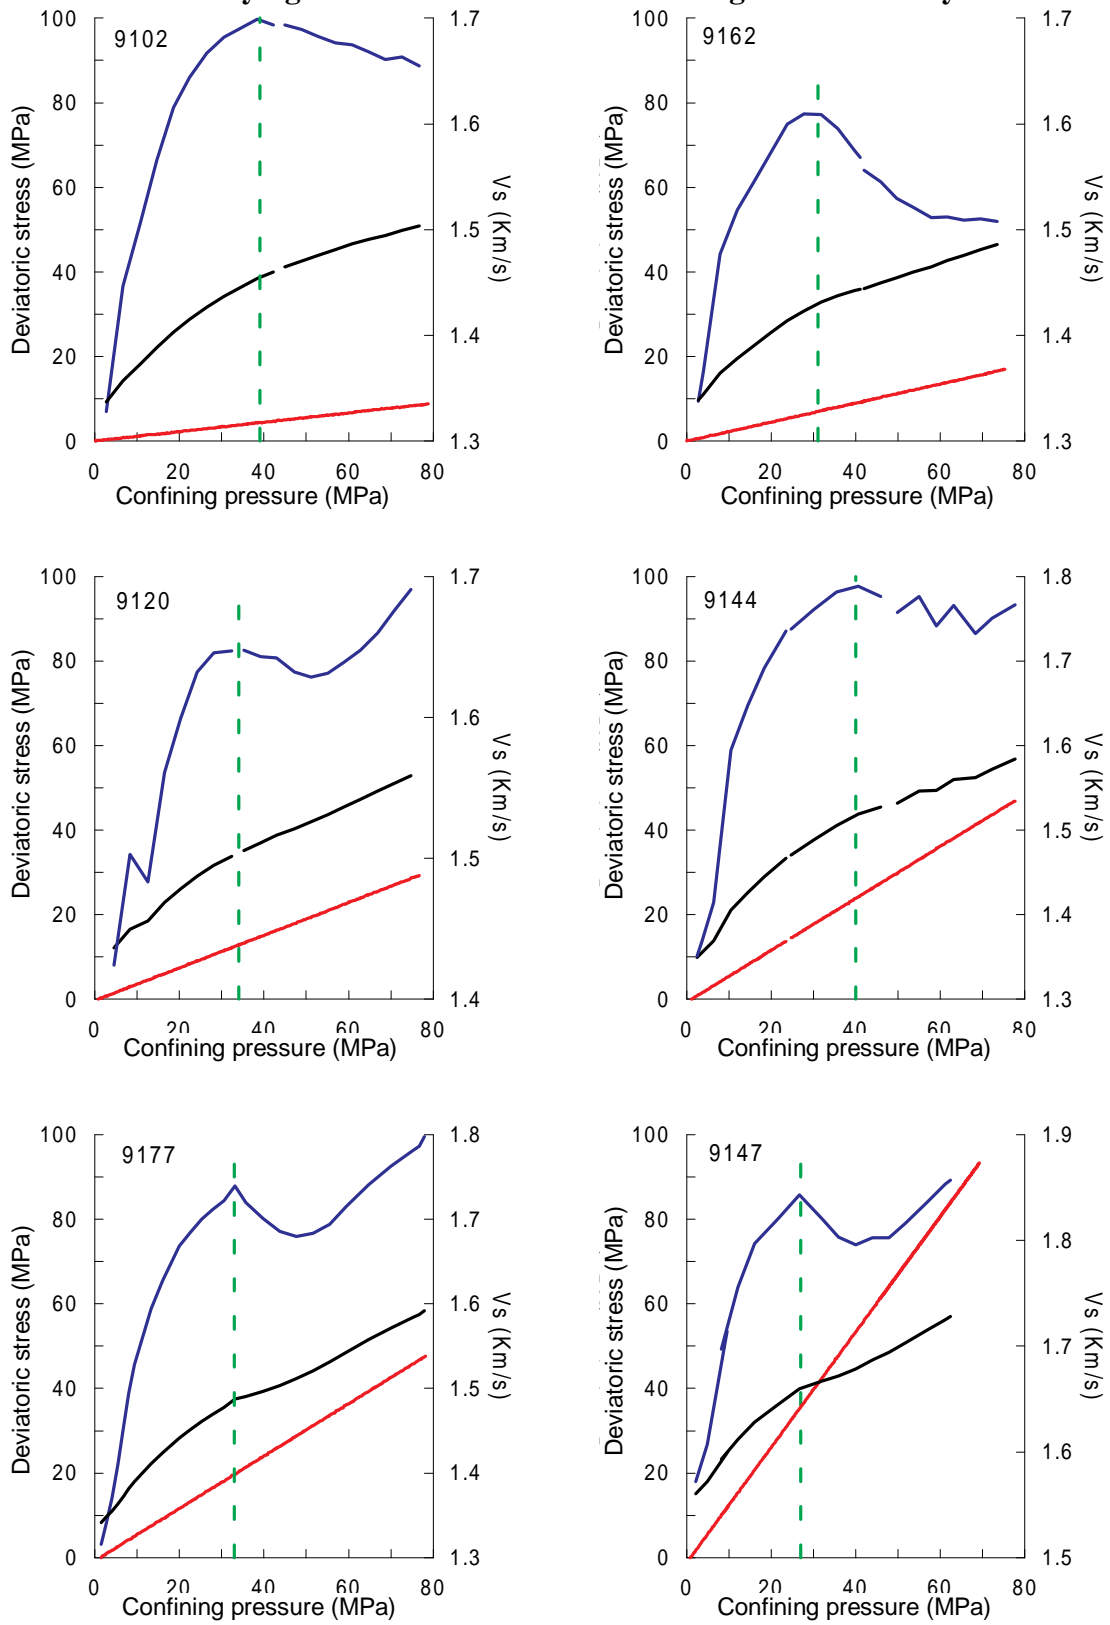 100 1.7 100 1.7
9102 9162
80 1.6 80 1.6
60 60
1.5 1.5
40 40
1.4 1.4
20 20
0 1.3 0 1.3
Deviatoric stress (MPa) Vs (Km/s) Deviatoric stress (MPa) Vs (Km/s)
0 20 40 60 80 0 20 40 60 80
Confining pressure (MPa) Confining pressure (MPa)
100 1.7 100 1.8
9120 9144
80 80 1.7
1.6
60 60 1.6
40 1.5 40 1.5
20 20 1.4
0 1.4 0 1.3
Deviatoric stress (MPa) Vs (Km/s) Deviatoric stress (MPa) Vs (Km/s)
0 20 40 60 80 0 20 40 60 80
Confining pressure (MPa) Confining pressure (MPa)
100 1.8 100 1.9
9177 9147
80 1.7 80 1.8
60 1.6 60
1.7
40 1.5 40
1.6
20 1.4 20
0 1.3 0 1.5
Deviatoric stress (MPa) Vs (Km/s) Deviatoric stress (MPa) Vs (Km/s)
0 20 40 60 80 0 20 40 60 80
Confining pressure (MPa) Confining pressure (MPa)